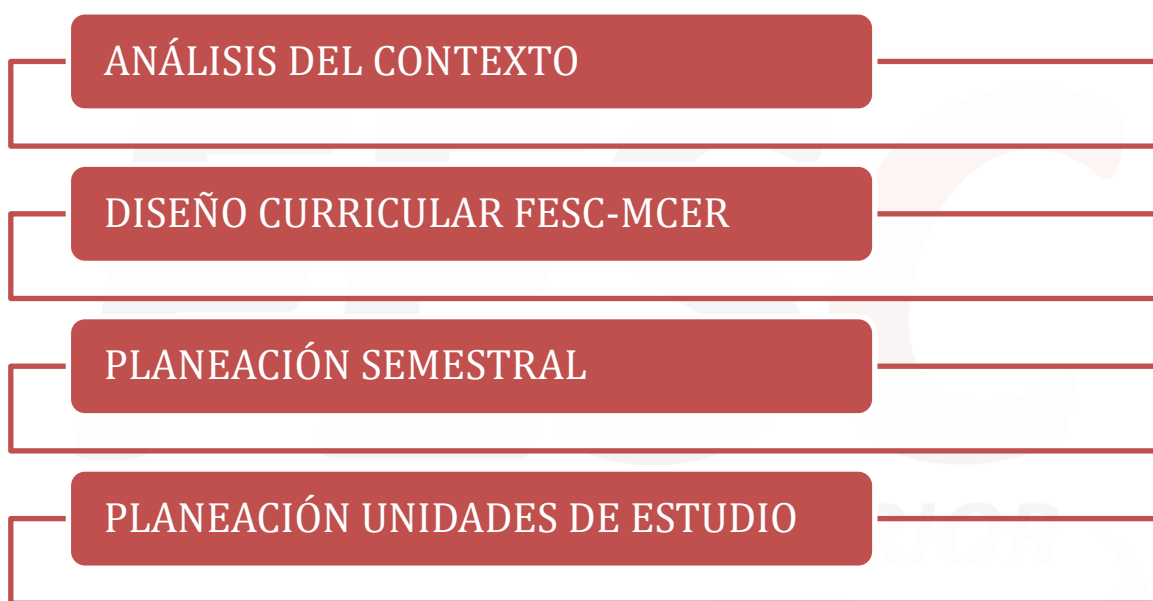 ANÁLISIS DEL CONTEXTO
DISEÑO CURRICULAR FESC-MCER
PLANEACIÓN SEMESTRAL
PLANEACIÓN UNIDADES DE ESTUDIO